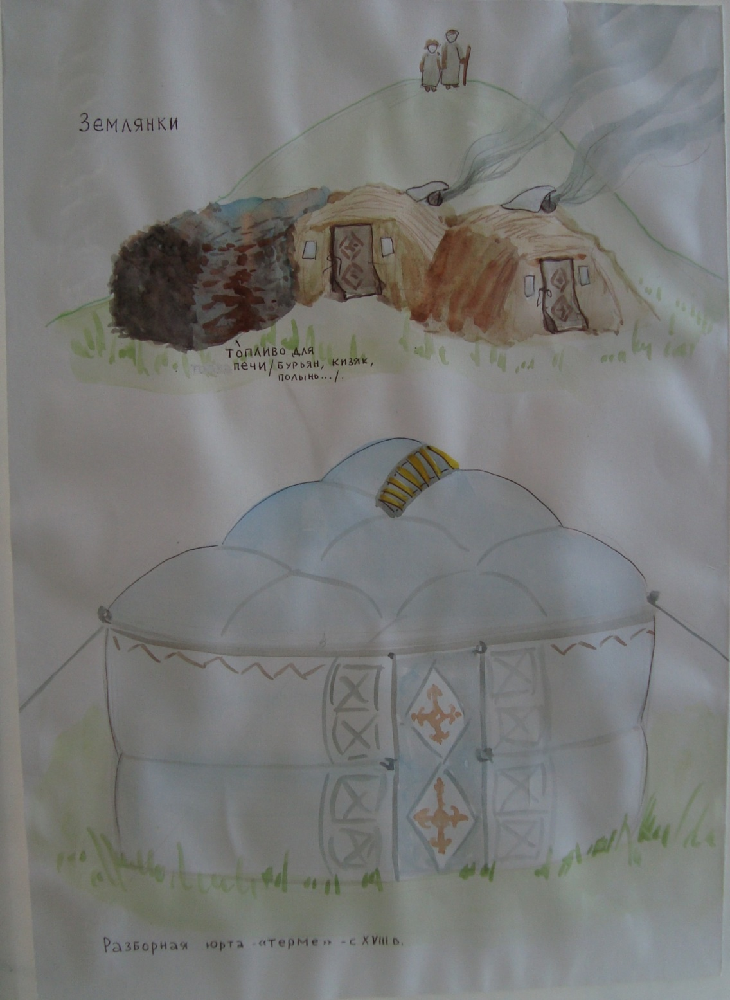 Землянки
топливо для
печи/бурьян, кизяк,
полынь.../.
Разборная юрта - «терме» - с XVIII в.